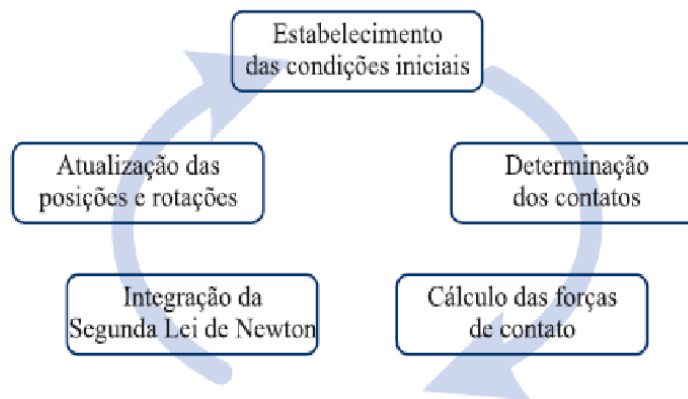 Estabelecimento
das condições iniciais
Determinação
dos contatos
Cálculo das forças
de contato
Integração da
Segunda Lei de Newton
Atualização das
posições e rotações